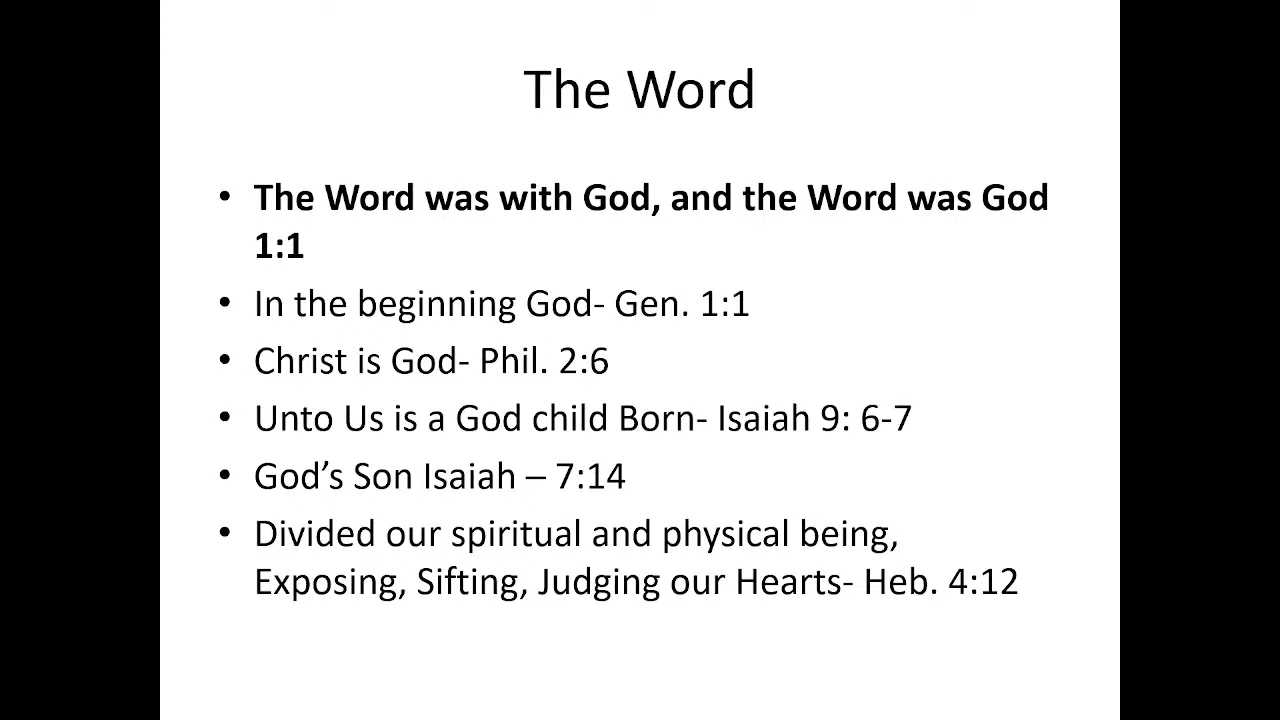 The Word
• The Word was with God, and the Word was God
1:1
• In the beginning God- Gen. 1:1
• Christ is God- Phil. 2:6
• Unto Us is a God child Born- Isaiah 9: 6-7
• God’s Son Isaiah – 7:14
• Divided our spiritual and physical being,
Exposing, Sifting, Judging our Hearts- Heb. 4:12